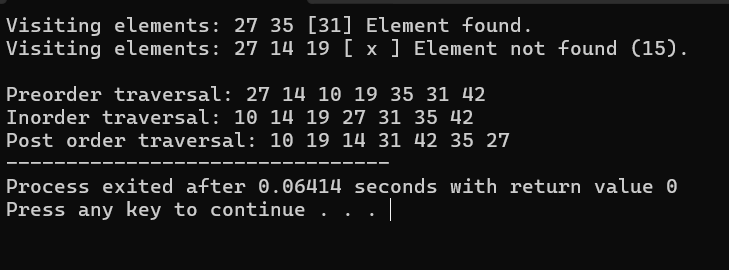 Visiting elements: 27 35 [31] Element found.
Visiting elements: 27 14 19 [ x ] Element not found (15).
Preorder traversal: 27 14 10 19 35 31 42
Inorder traversal: 10 14 19 27 31 35 42
Post order traversal: 10 19 14 31 42 35 27
--------------------------------
Process exited after 0.06414 seconds with return value 0
Press any key to continue . . .